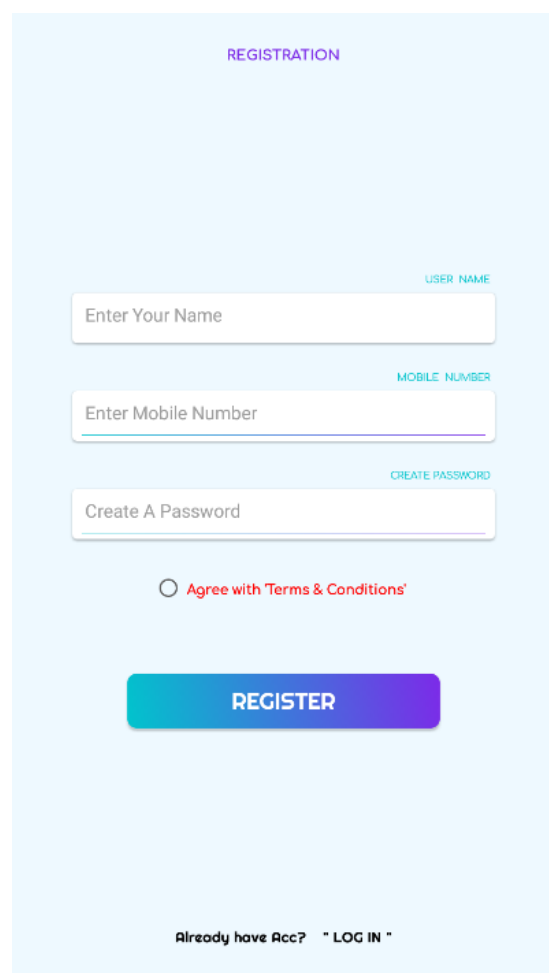 REGISTRATION
USER NAME
Enter Your Name
MOBILE NUMBER
Enter Mobile Number
CREATE PASSWORD
Create A Password
Agree with 'Terms & Conditions'
REGISTER
Already have Acc? " LOG IN "